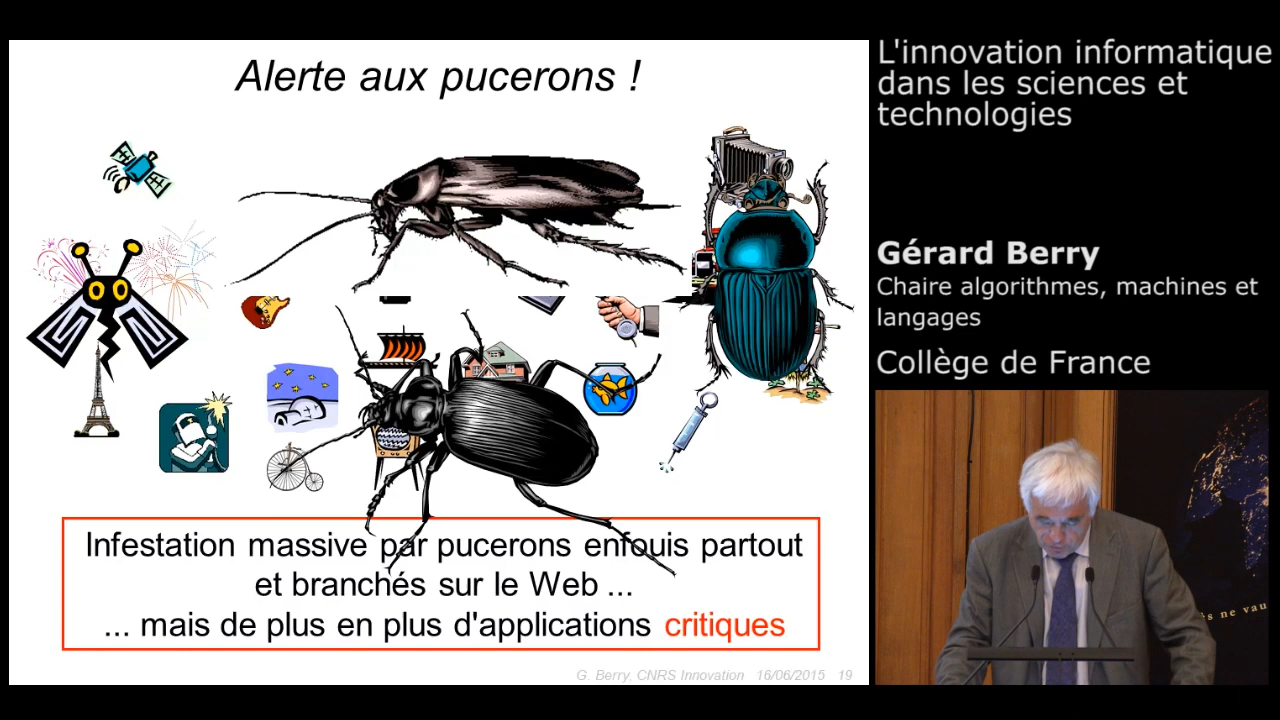 Alerte aux pucerons !
Infestation massive par pucerons enfouis partout
et branchés sur le Web ...
... mais de plus en plus d'applications critiques
G. Berry, CNRS Innovation 16/06/2015 19
L'innovation informatique
dans les sciences et
technologies
Gérard Berry
Chaire algorithmes, machines et
langages
Collège de France
s ne vau